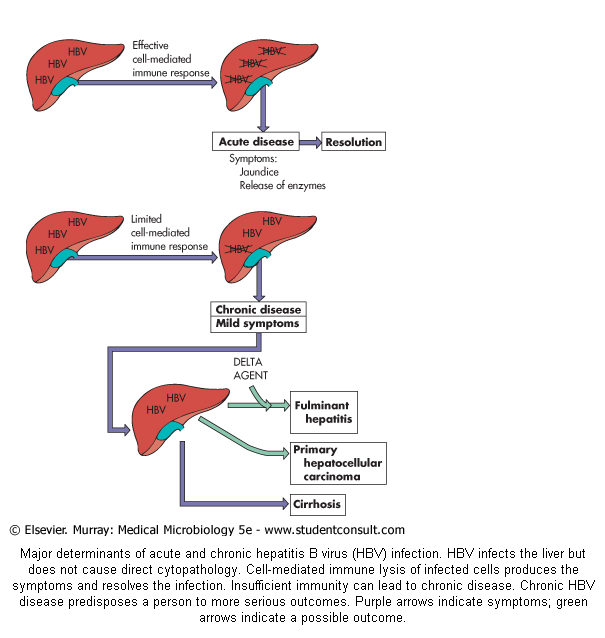 HBV
HBV
HBV
Effective
cell-mediated
immune response
HBV
HBV
HBV
Acute disease
Resolution
Symptoms:
Jaundice
Release of enzymes
HBV
HBV
HBV
Limited
cell-mediated
immune response
HBV
HBV
HBV
Chronic disease
Mild symptoms
DELTA
AGENT
HBV
HBV
Fulminant
hepatitis
Primary
hepatocellular
carcinoma
Cirrhosis
© Elsevier. Murray: Medical Microbiology 5e - www.studentconsult.com
Major determinants of acute and chronic hepatitis B virus (HBV) infection. HBV infects the liver but
does not cause direct cytopathology. Cell-mediated immune lysis of infected cells produces the
symptoms and resolves the infection. Insufficient immunity can lead to chronic disease. Chronic HBV
disease predisposes a person to more serious outcomes. Purple arrows indicate symptoms; green
arrows indicate a possible outcome.